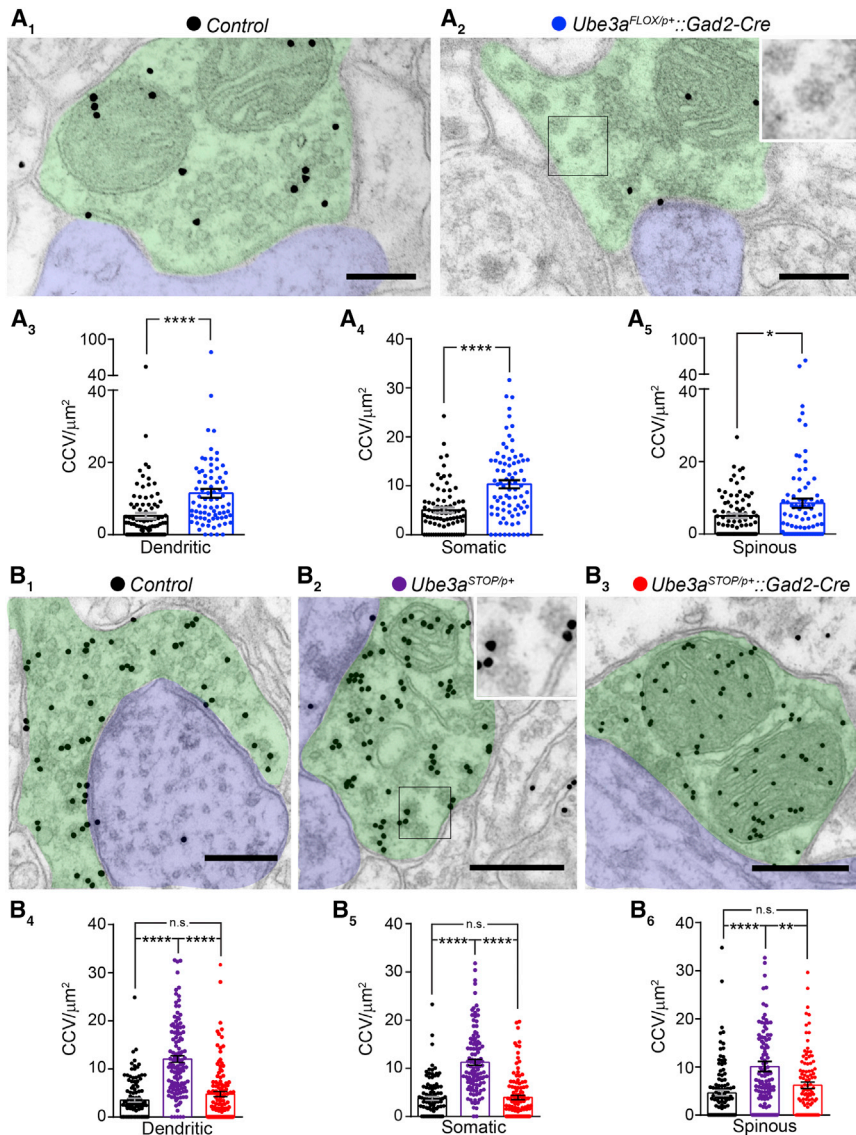 A1 Control A2 Ube3aFLOX/p+::Gad2-Cre
A3 A4 A5
**** **** *
100 40 40 20 0 CCV/μm2 Dendritic
40 30 20 10 0 CCV/μm2 Somatic
100 40 40 20 0 CCV/μm2 Spinous
B1 Control B2 Ube3aSTOP/p+ B3 Ube3aSTOP/p+::Gad2-Cre
B4 B5 B6
n.s. n.s. n.s.
**** **** **** **** **** **
40 30 20 10 0 CCV/μm2 Dendritic
40 30 20 10 0 CCV/μm2 Somatic
40 30 20 10 0 CCV/μm2 Spinous